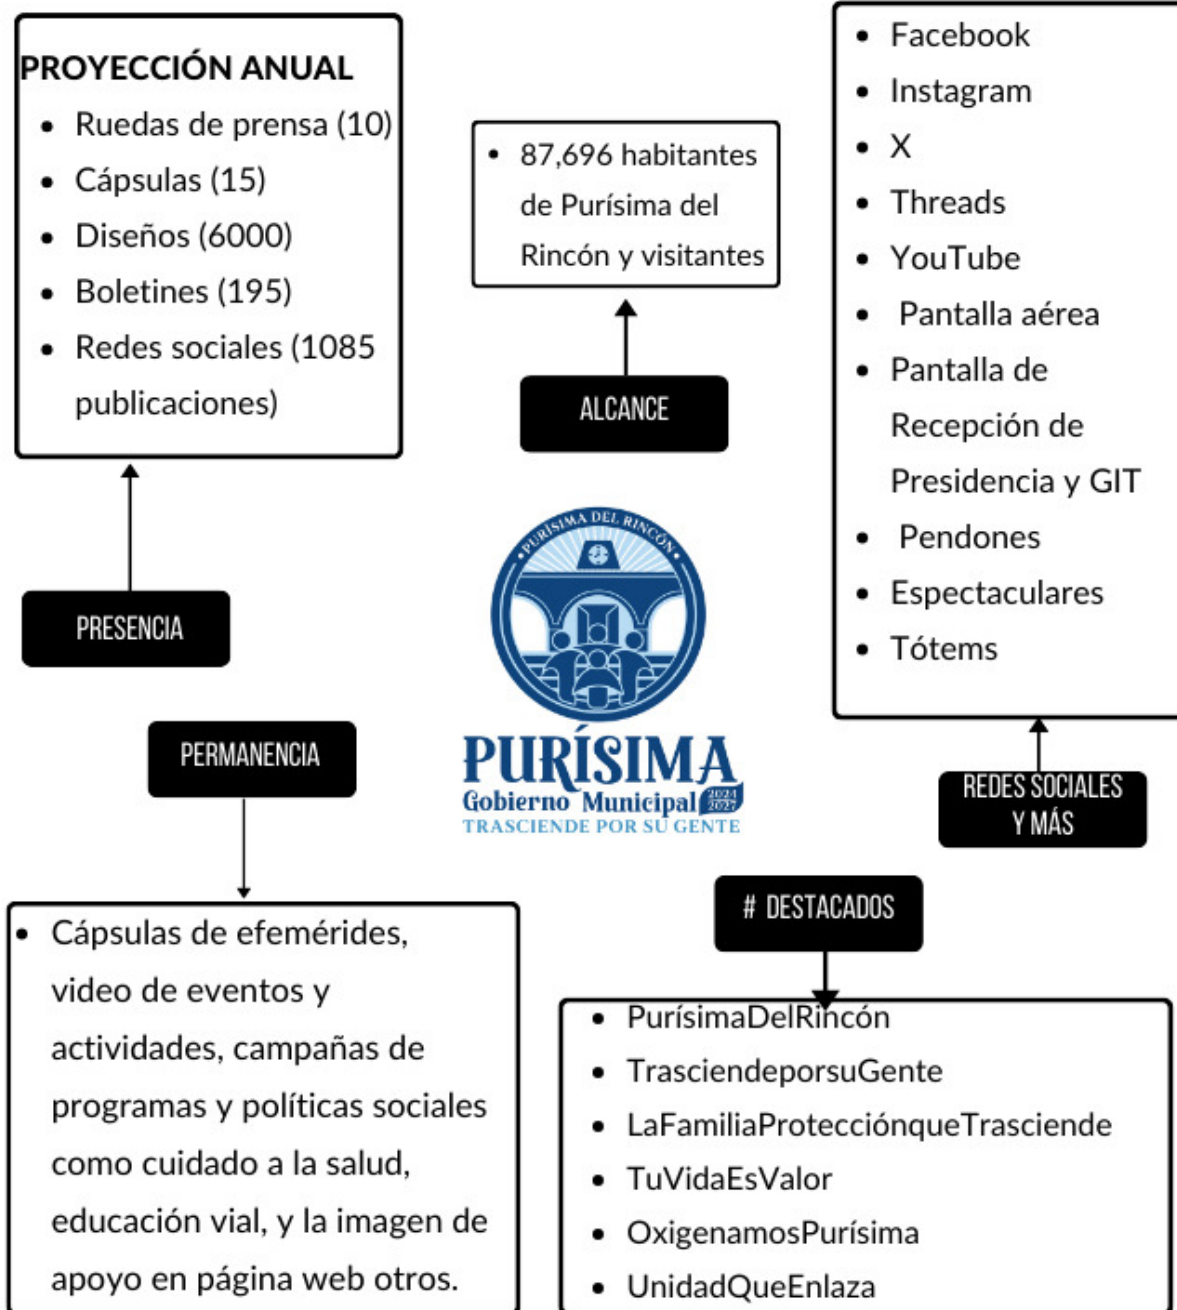 PROYECCIÓN ANUAL
• Ruedas de prensa (10)
• Cápsulas (15)
• Diseños (6000)
• Boletines (195)
• Redes sociales (1085
publicaciones)
PRESENCIA
• 87,696 habitantes
de Purísima del
Rincón y visitantes
ALCANCE
• Facebook
• Instagram
• X
• Threads
• YouTube
• Pantalla aérea
• Pantalla de
Recepción de
Presidencia y GIT
• Pendones
• Espectaculares
• Tótems
REDES SOCIALES
Y MÁS
• PURÍSIMA DEL RINCÓN •
PURÍSIMA
Gobierno Municipal 2024
2027
TRASCIENDE POR SU GENTE
PERMANENCIA
• Cápsulas de efemérides,
video de eventos y
actividades, campañas de
programas y políticas sociales
como cuidado a la salud,
educación vial, y la imagen de
apoyo en página web otros.
# DESTACADOS
• PurísimaDelRincón
• TrasciendeporsuGente
• LaFamiliaProtecciónqueTrasciende
• TuVidaEsValor
• OxigenamosPurísima
• UnidadQueEnlaza